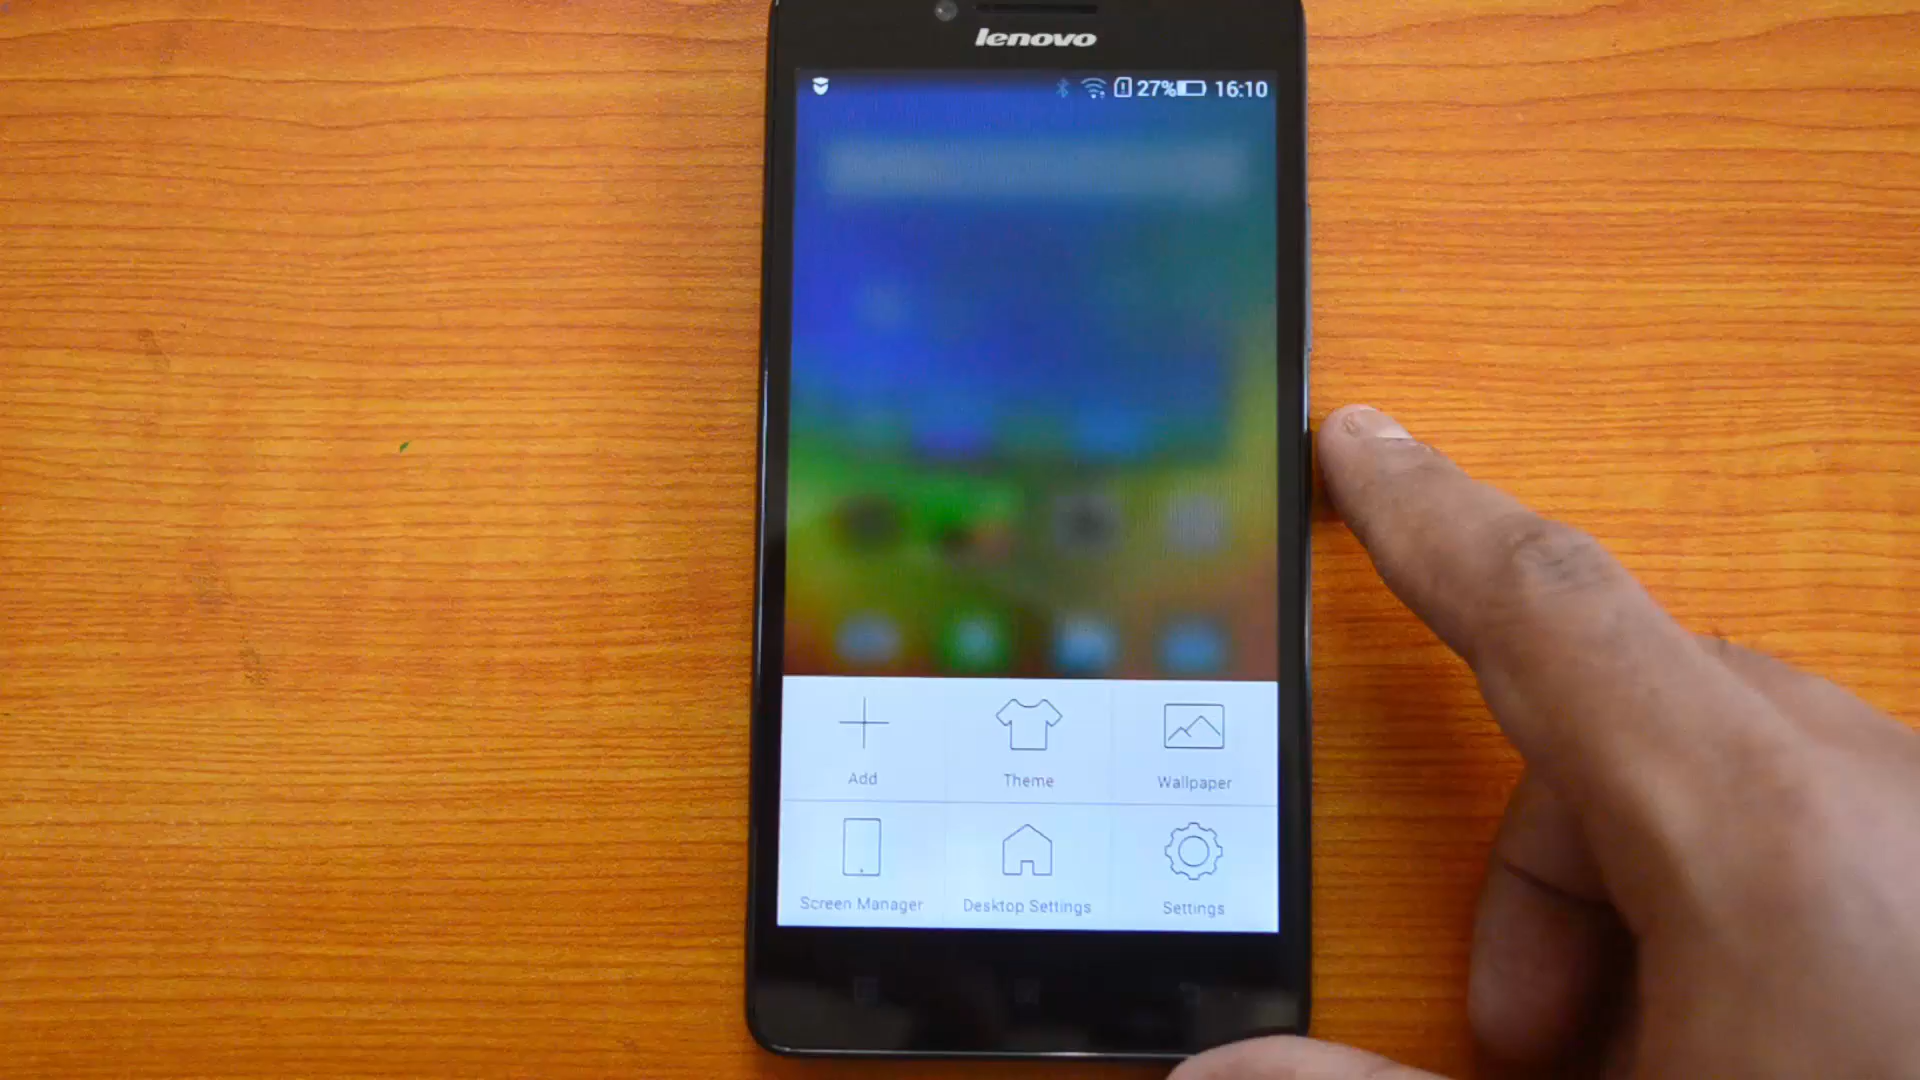 lenovo
27% 16:10
Add Theme Wallpaper
Screen Manager Desktop Settings Settings